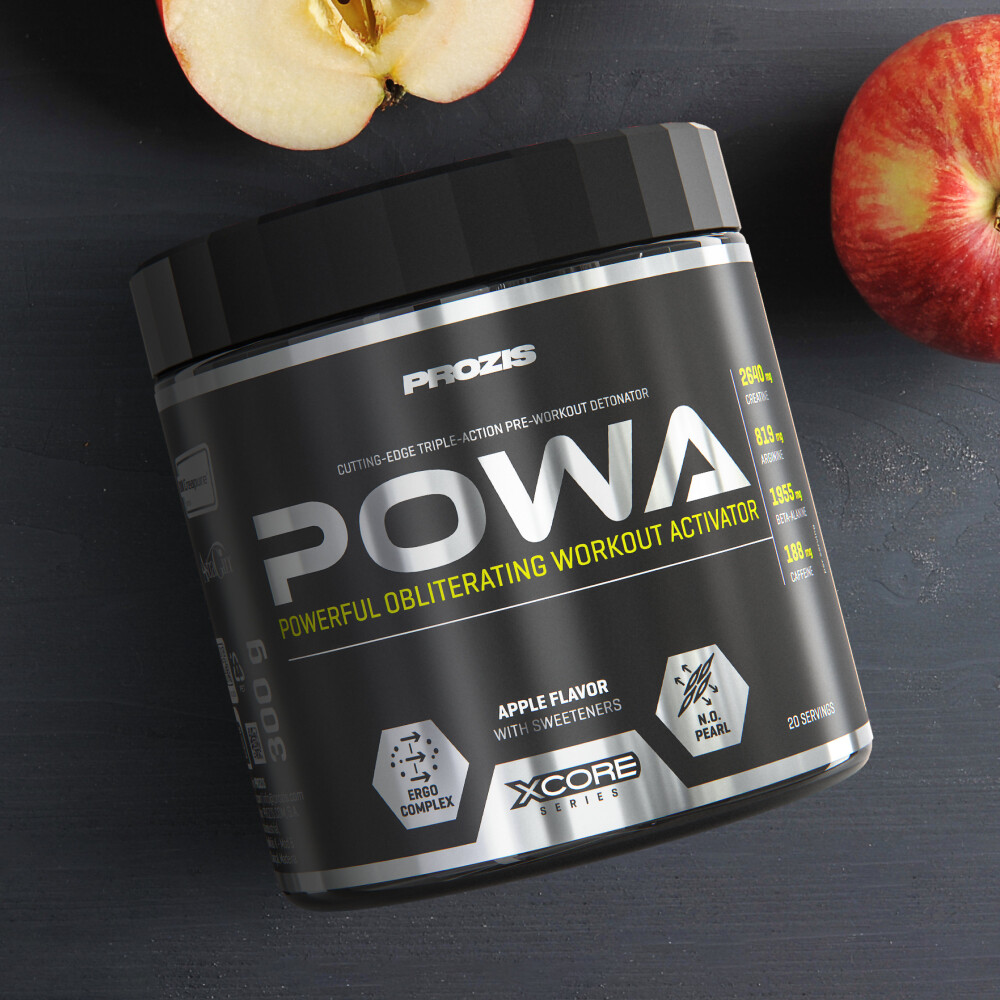 PROZIS
CUTTING-EDGE TRIPLE-ACTION PRE-WORKOUT DETONATOR
POWA
POWERFUL OBLITERATING WORKOUT ACTIVATOR
2640 mg
CREATINE
819 mg
ARGININE
1955 mg
BETA-ALANINE
188 mg
CAFFEINE
APPLE FLAVOR
WITH SWEETENERS
ERGO
COMPLEX
N.O.
PEARL
20 SERVINGS
XCORE
SERIES
300 g